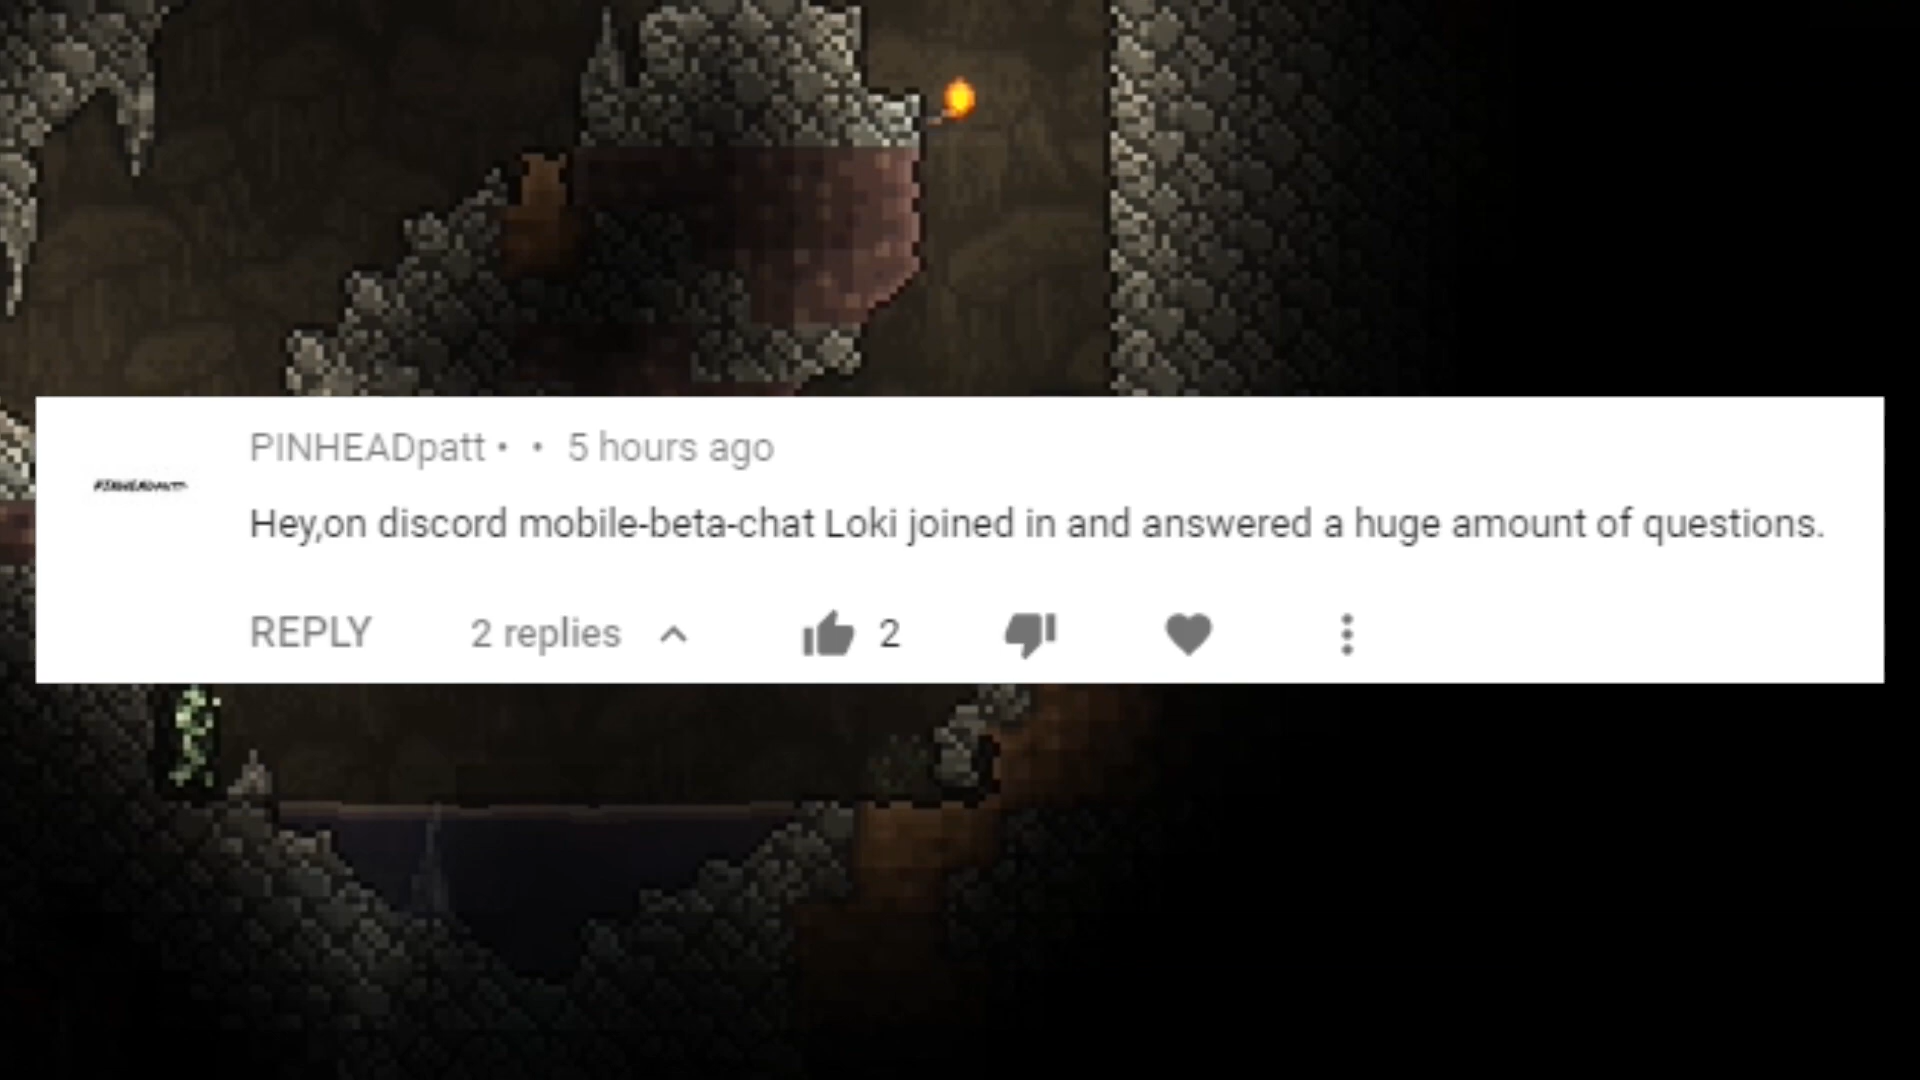 PINHEADpatt • • 5 hours ago
Hey,on discord mobile-beta-chat Loki joined in and answered a huge amount of questions.
REPLY 2 replies 2